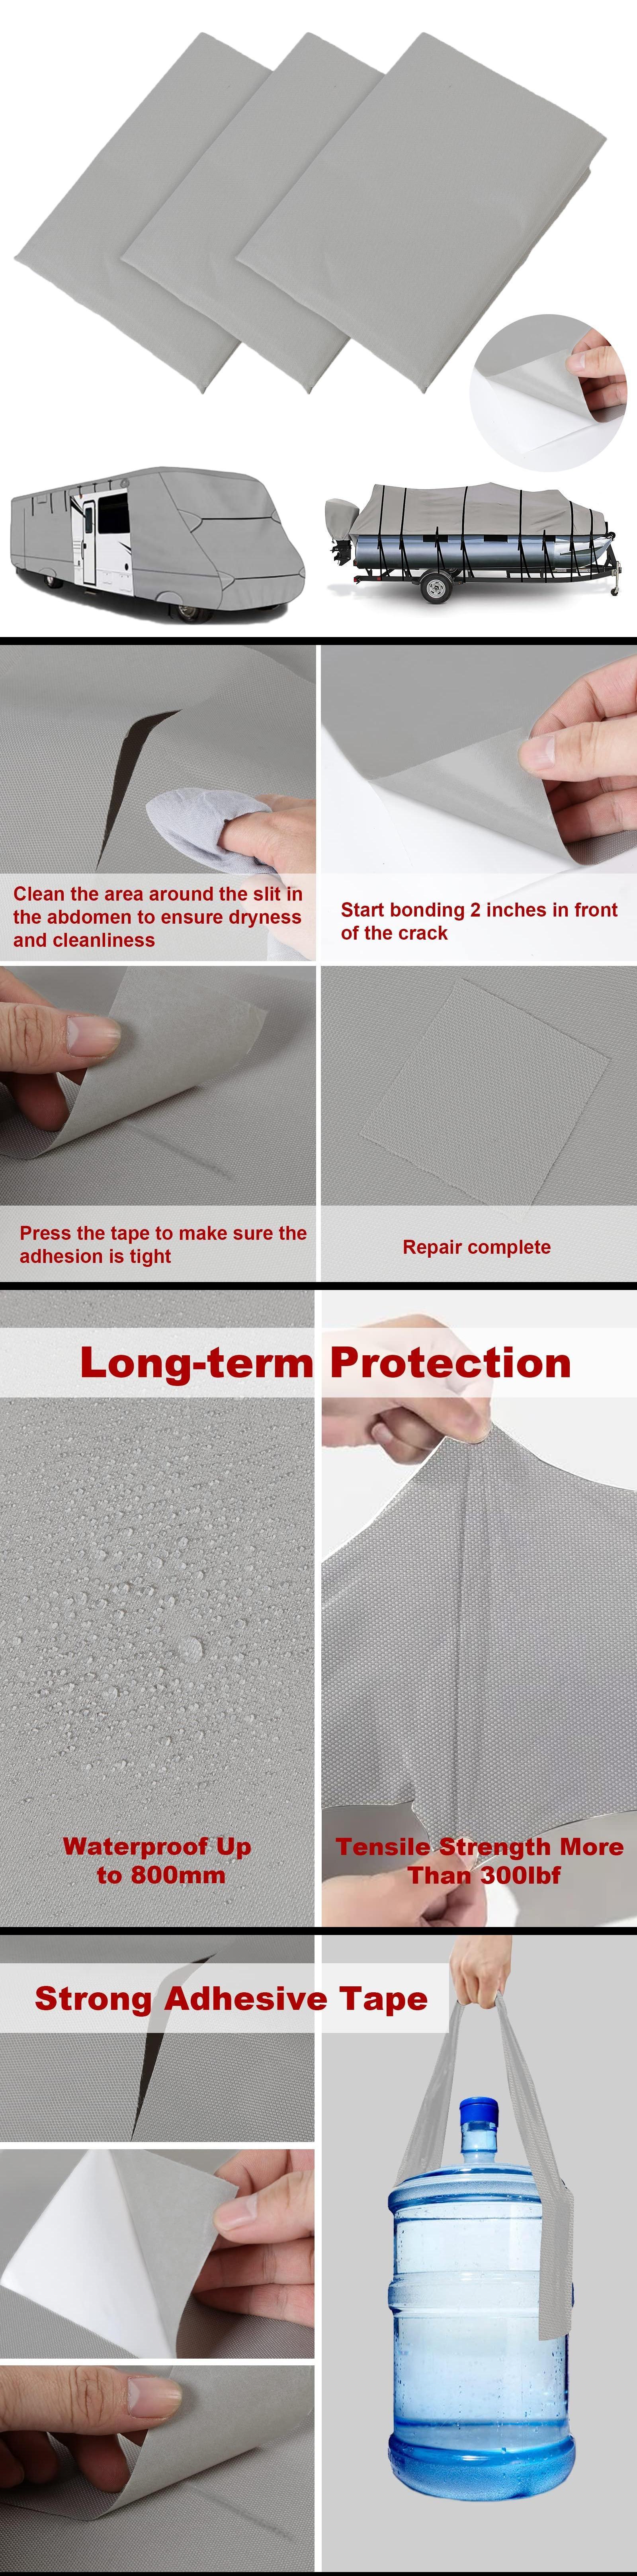 Clean the area around the slit in
the abdomen to ensure dryness
and cleanliness
Start bonding 2 inches in front
of the crack
Press the tape to make sure the
adhesion is tight
Repair complete
Long-term Protection
Waterproof Up
to 800mm
Tensile Strength More
Than 300lbf
Strong Adhesive Tape